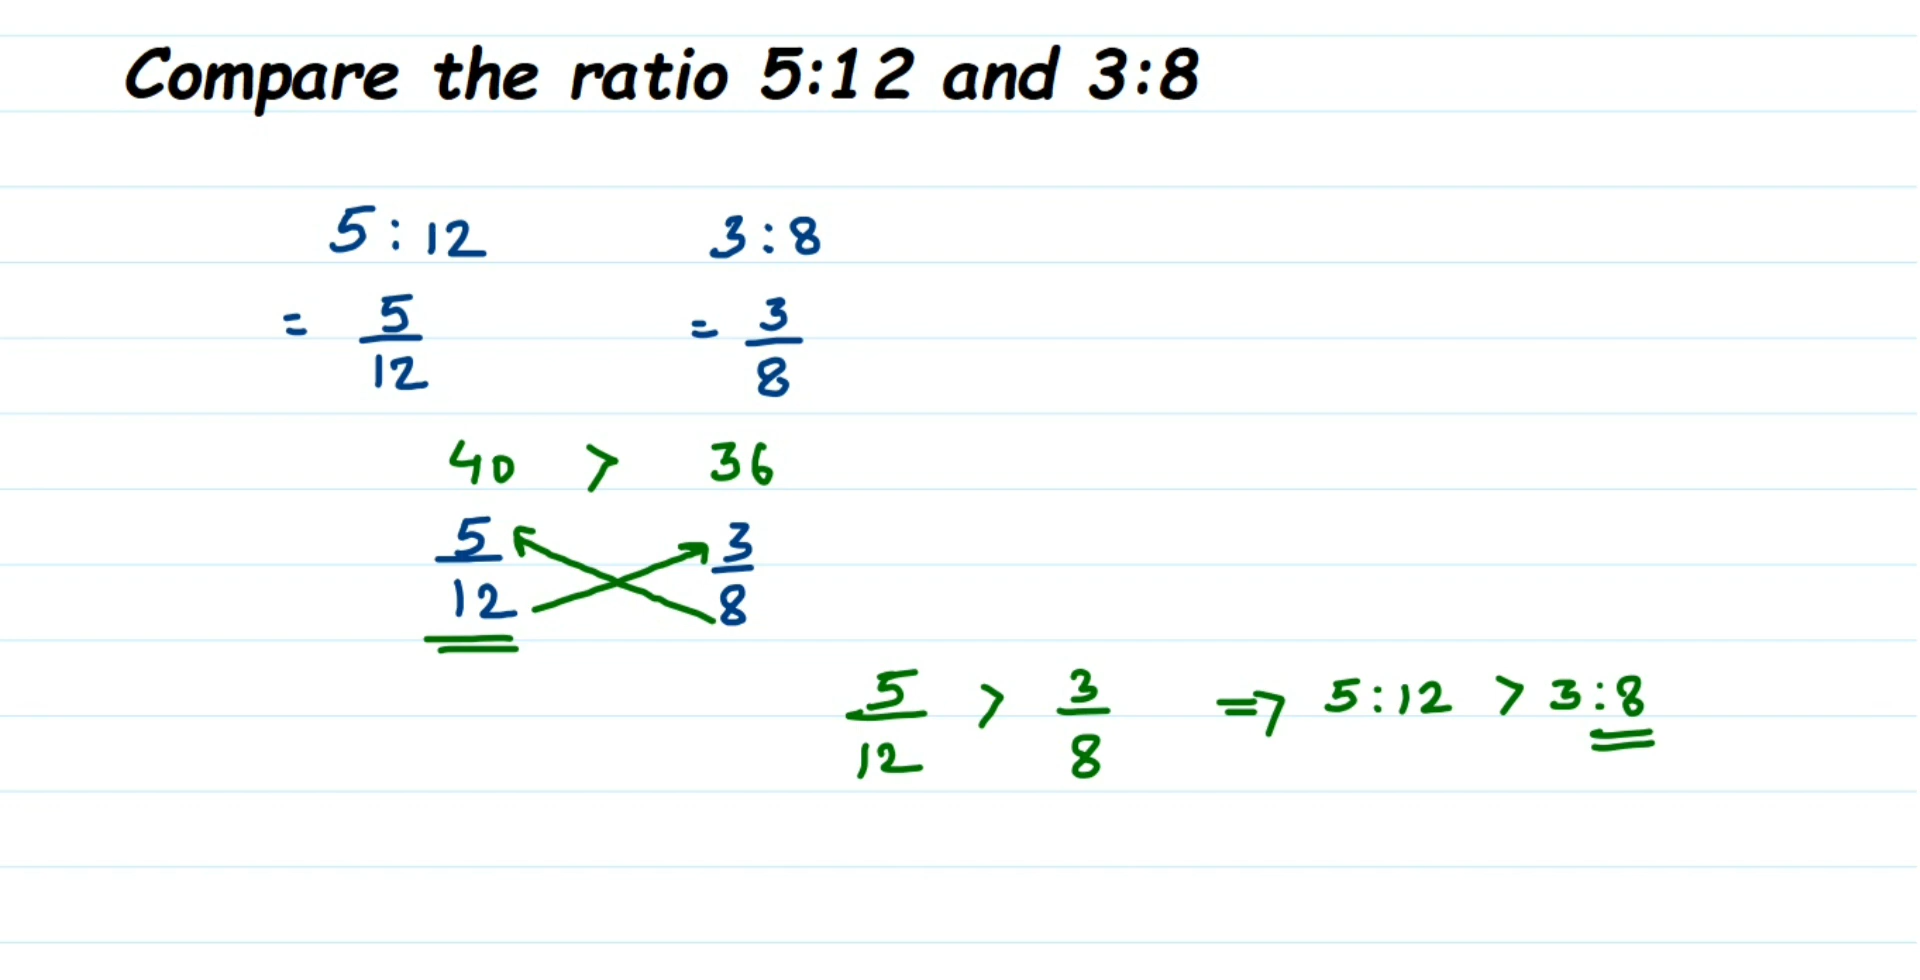 Compare the ratio 5:12 and 3:8
5:12 3:8
= 5/12 = 3/8
40 > 36
5/12 3/8
5/12 > 3/8 => 5:12 > 3:8